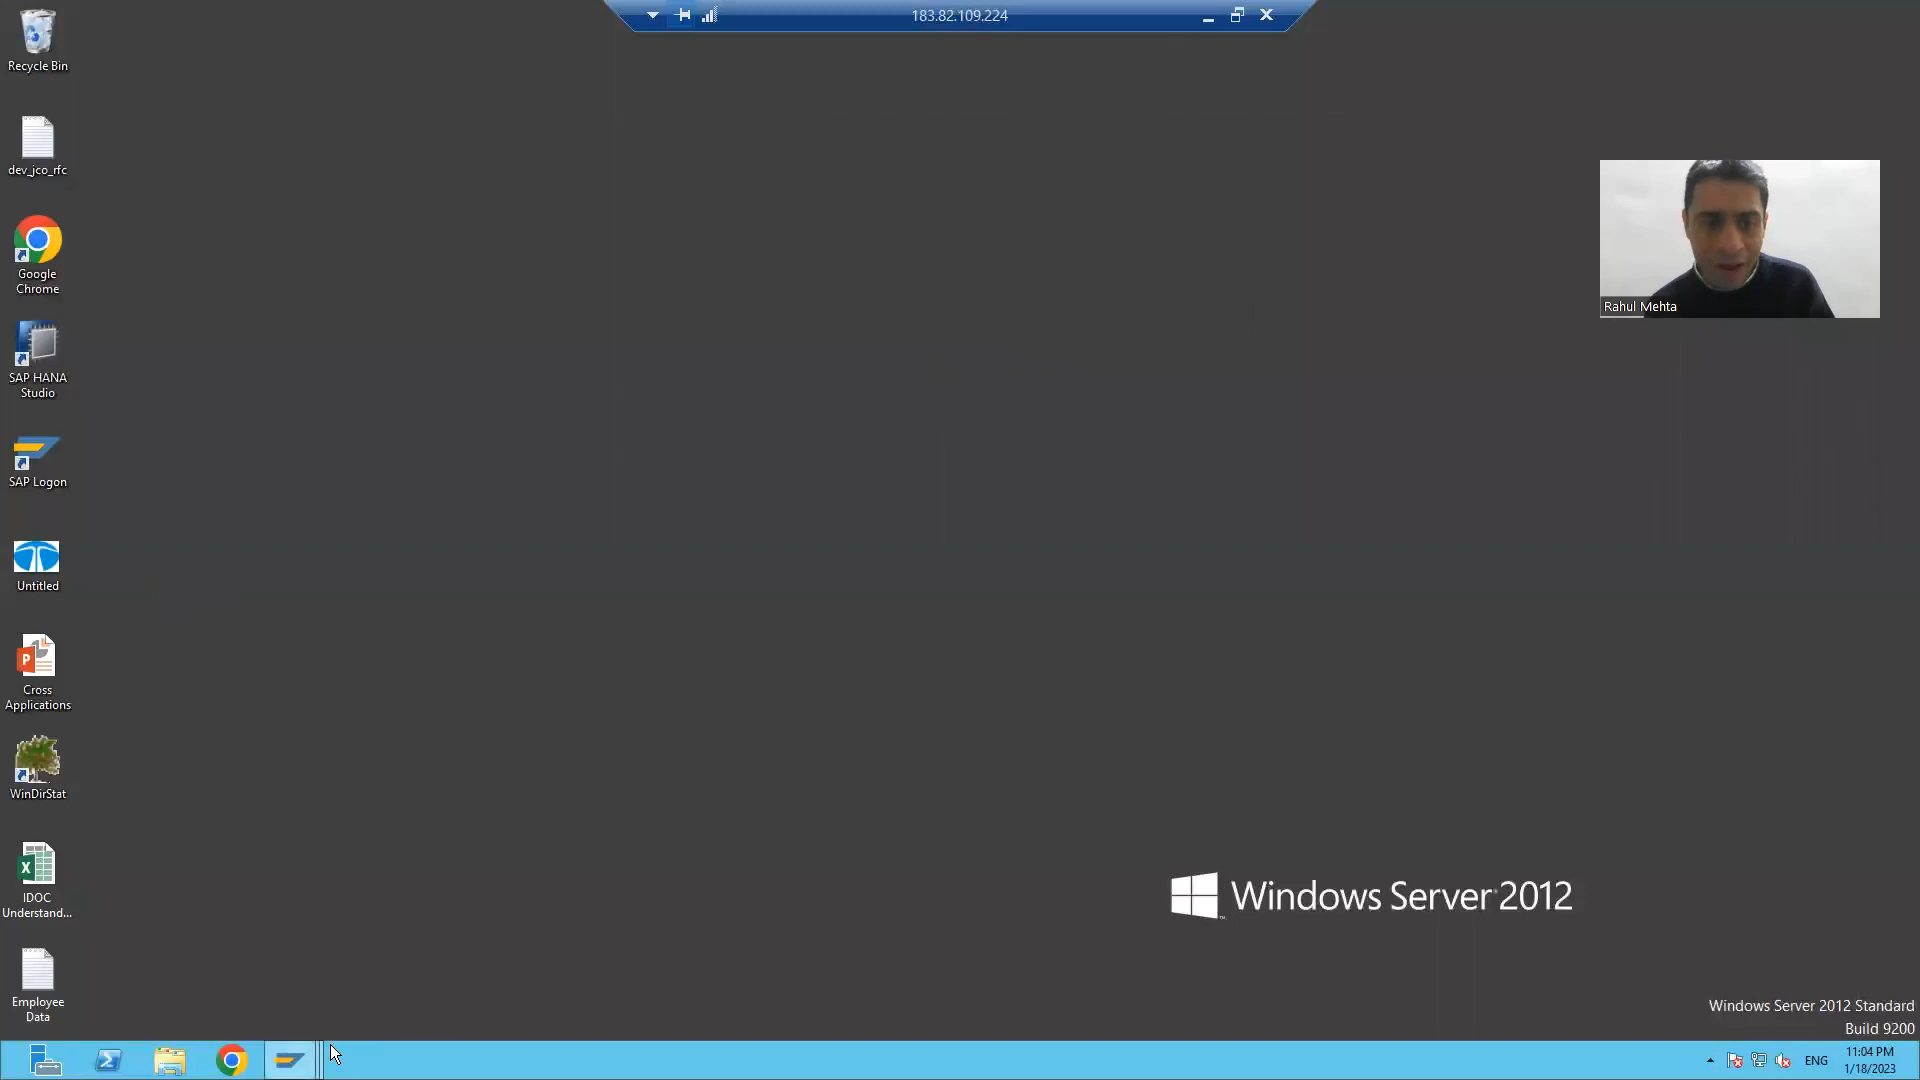 183.82.109.224
Recycle Bin
dev_jco_rfc
Google
Chrome
SAP HANA
Studio
SAP Logon
Untitled
Cross
Applications
WinDirStat
IDOC
Understand...
Employee
Data
Rahul Mehta
Windows Server 2012
Windows Server 2012 Standard
Build 9200
ENG
11:04 PM
1/18/2023